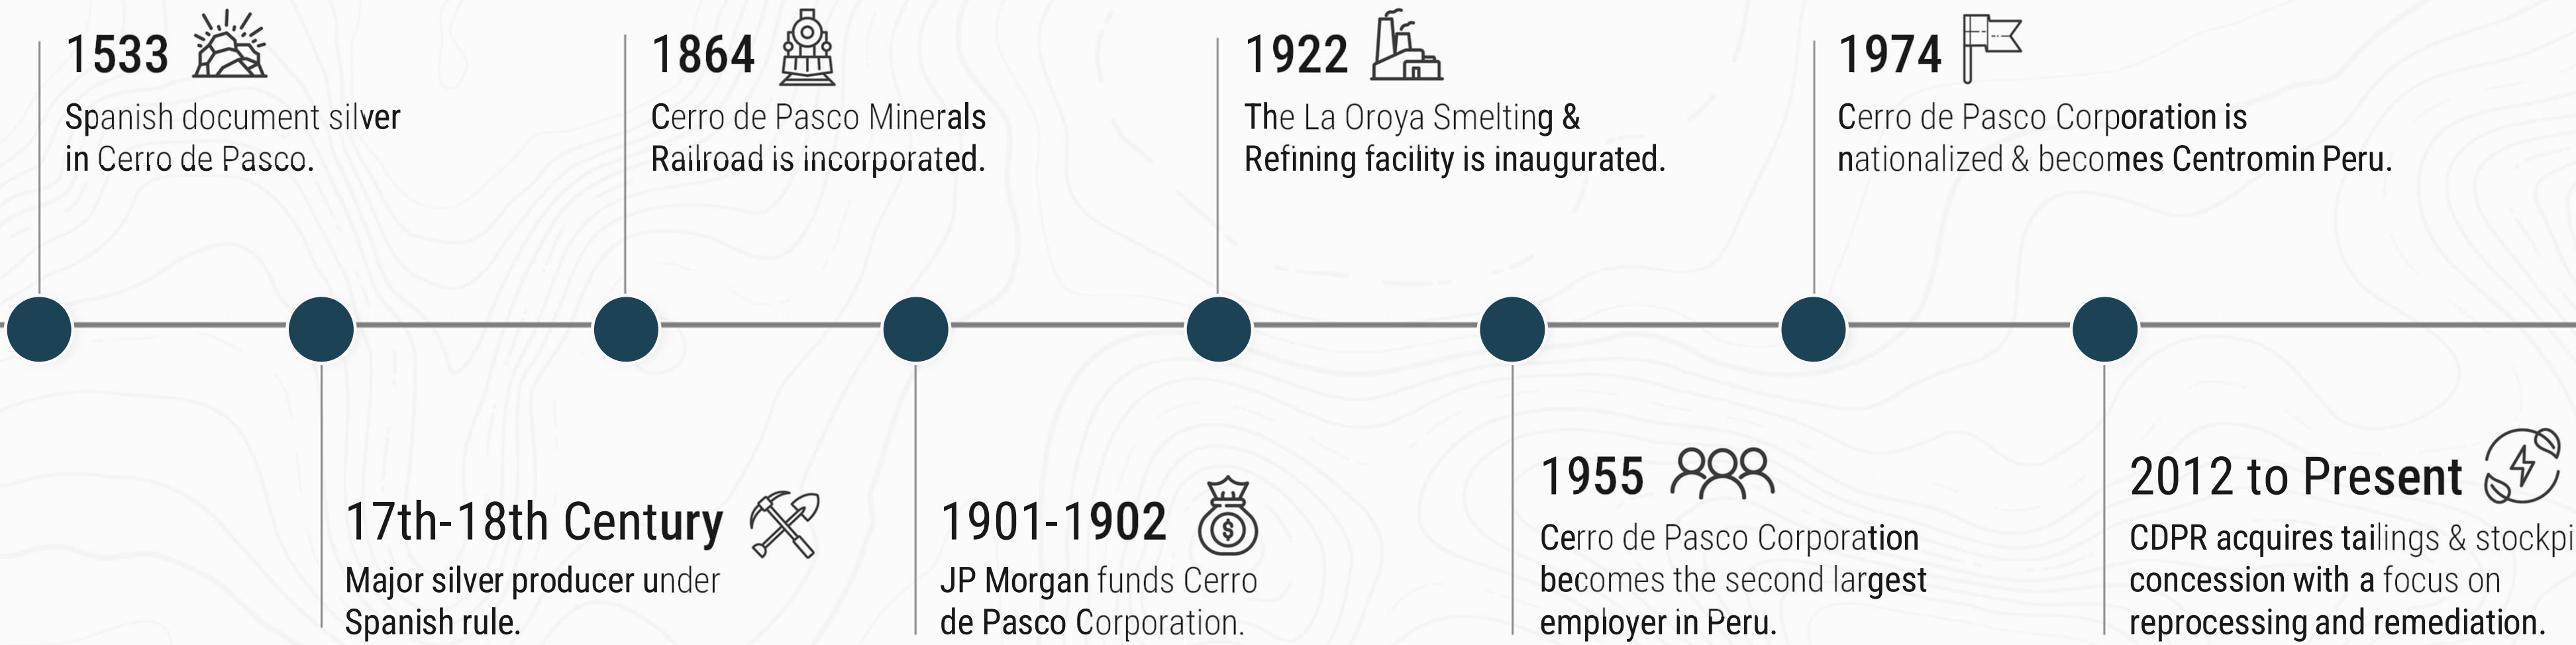 1533
Spanish document silver
in Cerro de Pasco.
17th-18th Century
Major silver producer under
Spanish rule.
1864
Cerro de Pasco Minerals
Railroad is incorporated.
1901-1902
$
JP Morgan funds Cerro
de Pasco Corporation.
1922
The La Oroya Smelting &
Refining facility is inaugurated.
1955
Cerro de Pasco Corporation
becomes the second largest
employer in Peru.
1974
Cerro de Pasco Corporation is
nationalized & becomes Centromin Peru.
2012 to Present
CDPR acquires tailings & stockpi
concession with a focus on
reprocessing and remediation.